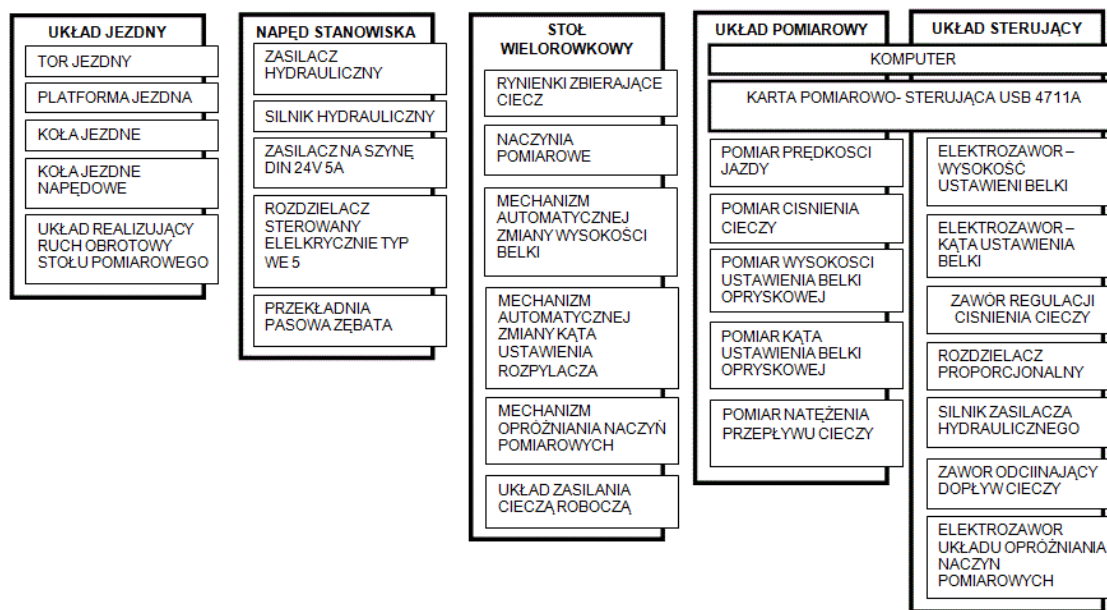 UKŁAD JEZDNY
TOR JEZDNY
PLATFORMA JEZDNA
KOŁA JEZDNE
KOŁA JEZDNE
NAPĘDOWE
UKŁAD REALIZUJĄCY
RUCH OBROTOWY
STOŁU POMIAROWEGO
NAPĘD STANOWISKA
ZASILACZ
HYDRAULICZNY
SILNIK HYDRAULICZNY
ZASILACZ NA SZYNĘ
DIN 24V 5A
ROZDZIELACZ
STEROWANY
ELELKRYCZNIE TYP
WE 5
PRZEKŁADNIA
PASOWA ZĘBATA
STOŁ
WIELOROWKOWY
RYNIENKI ZBIERAJĄCE
CIECZ
NACZYNIA
POMIAROWE
MECHANIZM
AUTOMATYCZNEJ
ZMIANY WYSOKOŚCI
BELKI
MECHANIZM
AUTOMATYCZNEJ
ZMIANY KĄTA
USTAWIENIA
ROZPYLACZA
MECHANIZM
OPRÓŻNIANIA NACZYŃ
POMIAROWYCH
UKŁAD ZASILANIA
CIECZĄ ROBOCZĄ
UKŁAD POMIAROWY
UKŁAD STERUJĄCY
KOMPUTER
KARTA POMIAROWO- STERUJĄCA USB 4711A
POMIAR PRĘDKOSCI
JAZDY
POMIAR CISNIENIA
CIECZY
POMIAR WYSOKOSCI
USTAWIENIA BELKI
OPRYSKOWEJ
POMIAR KĄTA
USTAWIENIA BELKI
OPRYSKOWEJ
POMIAR NATĘŻENIA
PRZEPŁYWU CIECZY
ELEKTROZAWOR –
WYSOKOŚĆ
USTAWIENI BELKI
ELEKTROZAWOR –
KĄTA USTAWIENIA
BELKI
ZAWÓR REGULACJI
CISNIENIA CIECZY
ROZDZIELACZ
PROPORCJONALNY
SILNIK ZASILACZA
HYDRAULICZNEGO
ZAWOR ODCIINAJĄCY
DOPŁYW CIECZY
ELEKTROZAWOR
UKŁADU OPRÓŻNIANIA
NACZYN
POMIAROWYCH